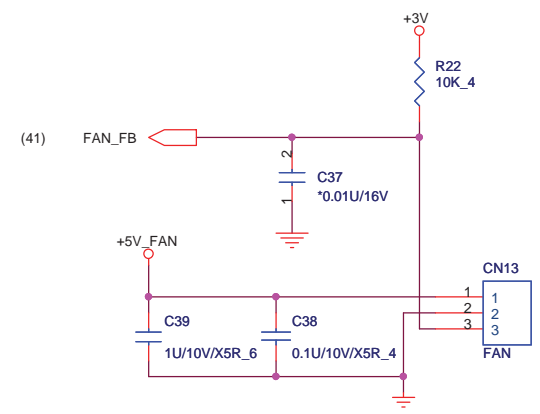 +3V
R22
10K_4
(41) FAN_FB
2
C37
*0.01U/16V
1
+5V_FAN
CN13
1 1
2 2
3 3
C39
1U/10V/X5R_6
C38
0.1U/10V/X5R_4
FAN